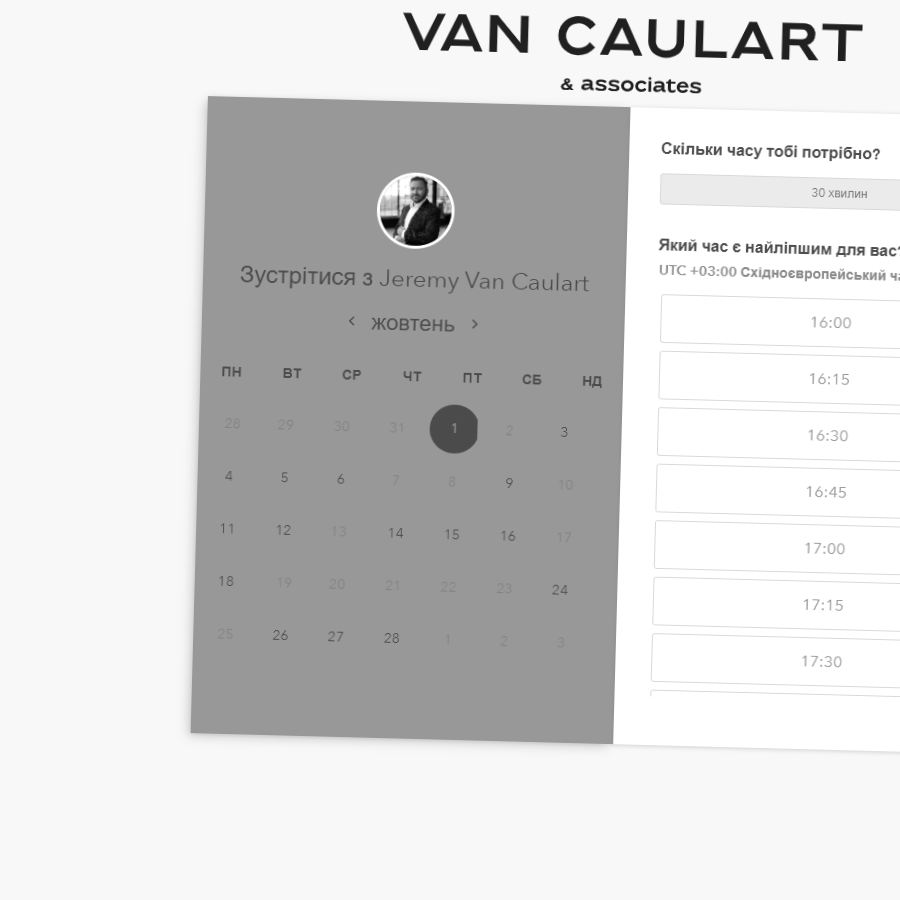 VAN CAULART
& associates
Зустрітися з Jeremy Van Caulart
жовтень
ПН ВТ СР ЧТ ПТ СБ НД
28 29 30 31 1 2 3
4 5 6 7 8 9 10
11 12 13 14 15 16 17
18 19 20 21 22 23 24
25 26 27 28 1 2 3
Скільки часу тобі потрібно?
30 хвилин
Який час є найліпшим для вас?
UTC +03:00 Східноєвропейський
16:00
16:15
16:30
16:45
17:00
17:15
17:30